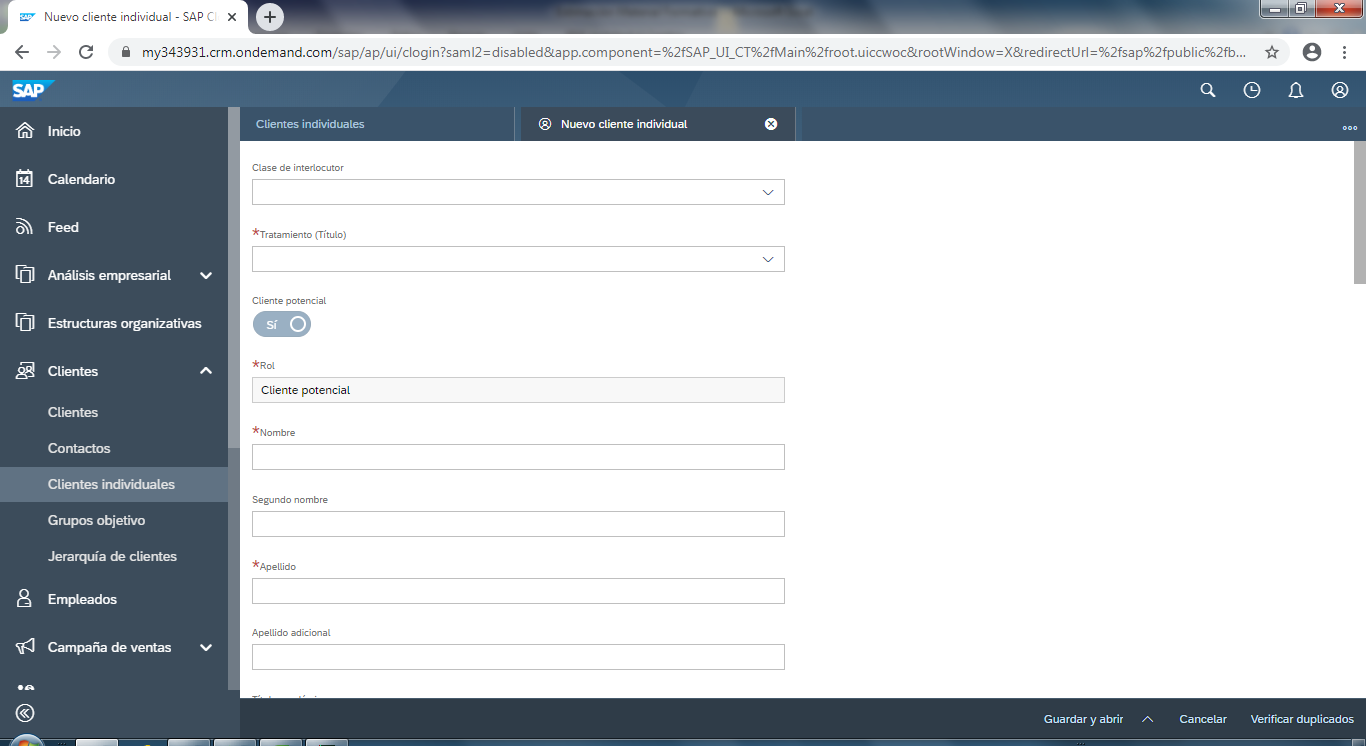 Nuevo cliente individual - SAP Cl
my343931.crm.ondemand.com/sap/ap/ui/clogin?saml2=disabled&app.component=%2fSAP_UI_CT%2fMain%2froot.uiccwoc&rootWindow=X&redirectUrl=%2fsap%2fpublic%2fb...
SAP
Inicio
14
Calendario
Feed
Análisis empresarial
Estructuras organizativas
Clientes
Clientes
Contactos
Clientes individuales
Grupos objetivo
Jerarquía de clientes
Empleados
Campaña de ventas
Clientes individuales
Nuevo cliente individual
Clase de interlocutor
*Tratamiento (Título)
Cliente potencial
Sí
*Rol
Cliente potencial
*Nombre
Segundo nombre
*Apellido
Apellido adicional
Guardar y abrir
Cancelar
Verificar duplicados